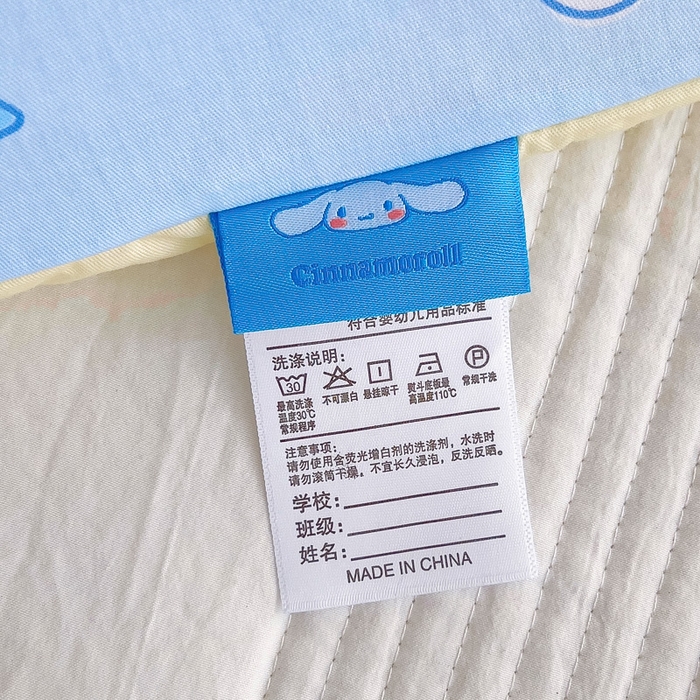 Cinnamoroll
符合婴幼儿用品标准
洗涤说明:
30
P
最高洗涤温度30℃常规程序
不可漂白
悬挂晾干
熨斗底板最高温度110℃
常规干洗
注意事项:
请勿使用含荧光增白剂的洗涤剂，水洗时
请勿滚筒干燥。不宜长久浸泡，反洗反晒。
学校:
班级:
姓名:
MADE IN CHINA